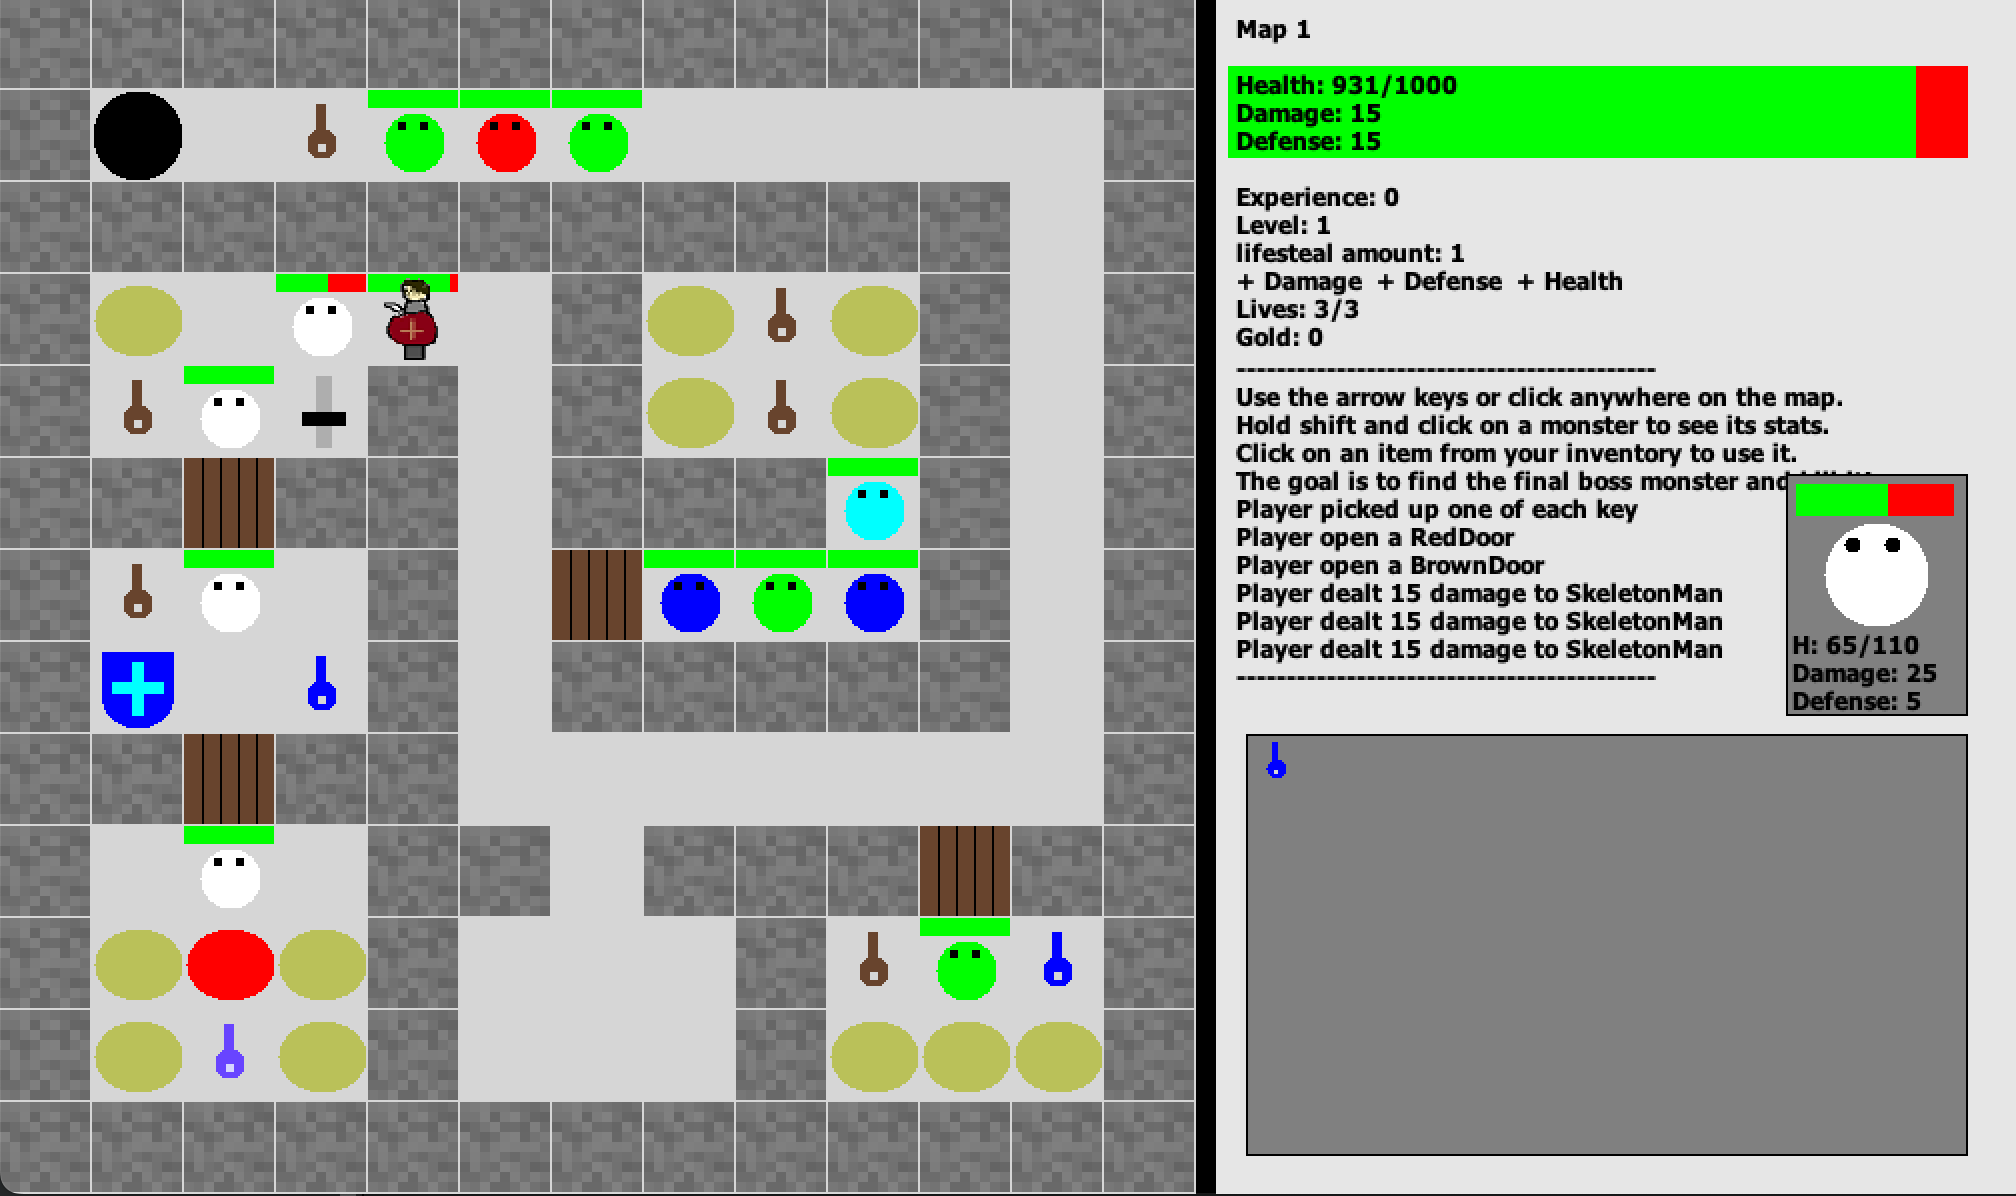 Map 1
Health: 931/1000
Damage: 15
Defense: 15
Experience: 0
Level: 1
lifesteal amount: 1
+ Damage + Defense + Health
Lives: 3/3
Gold: 0
------------------------------------------
Use the arrow keys or click anywhere on the map.
Hold shift and click on a monster to see its stats.
Click on an item from your inventory to use it.
The goal is to find the final boss monster and
Player picked up one of each key
Player open a RedDoor
Player open a BrownDoor
Player dealt 15 damage to SkeletonMan
Player dealt 15 damage to SkeletonMan
Player dealt 15 damage to SkeletonMan
------------------------------------------
H: 65/110
Damage: 25
Defense: 5